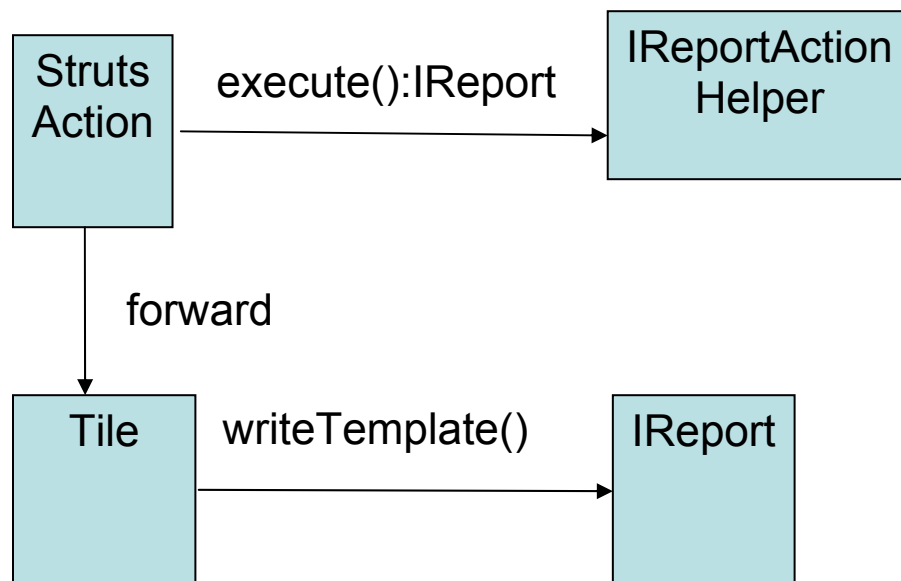 Struts
Action
execute():IReport
IReportAction
Helper
forward
Tile
writeTemplate()
IReport